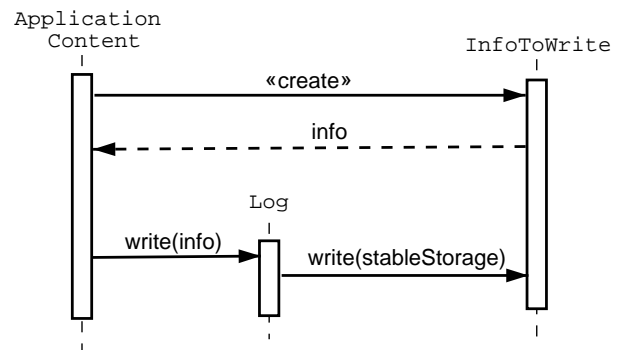 Application
Content
InfoToWrite
«create»
info
Log
write(info)
write(stableStorage)